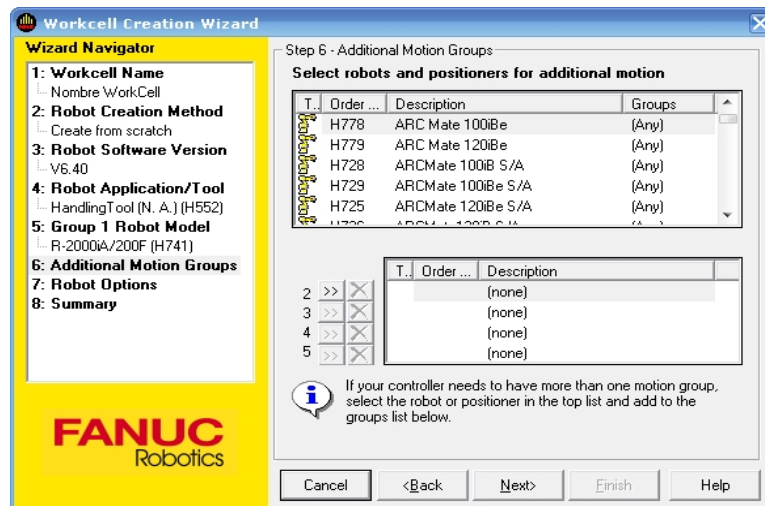 Workcell Creation Wizard
Wizard Navigator
1: Workcell Name
Nombre WorkCell
2: Robot Creation Method
Create from scratch
3: Robot Software Version
V6.40
4: Robot Application/Tool
HandlingTool (N. A.) (H552)
5: Group 1 Robot Model
R-2000iA/200F (H741)
6: Additional Motion Groups
7: Robot Options
8: Summary
FANUC
Robotics
Step 6 - Additional Motion Groups
Select robots and positioners for additional motion
T.. Order ... Description Groups
H778 ARC Mate 100iBe (Any)
H779 ARC Mate 120iBe (Any)
H728 ARCMate 100iB S/A (Any)
H729 ARCMate 100iBe S/A (Any)
H725 ARCMate 120iBe S/A (Any)
T.. Order ... Description
2 >> (none)
3 >> (none)
4 >> (none)
5 >> (none)
If your controller needs to have more than one motion group,
select the robot or positioner in the top list and add to the
groups list below.
Cancel <Back Next> Finish Help